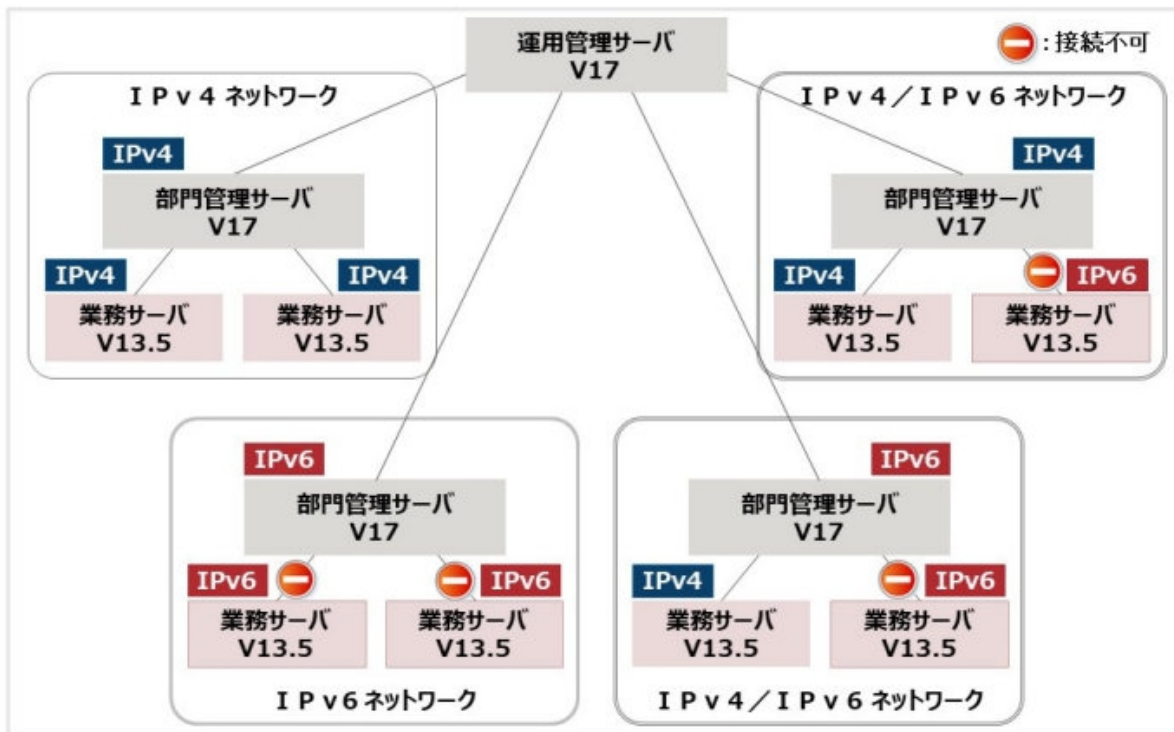 運用管理サーバ
V17
：接続不可
ＩＰｖ４ ネットワーク
IPv4
部門管理サーバ
V17
IPv4
IPv4
業務サーバ
V13.5
業務サーバ
V13.5
ＩＰｖ４／ＩＰｖ６ ネットワーク
IPv4
部門管理サーバ
V17
IPv4
IPv6
業務サーバ
V13.5
業務サーバ
V13.5
IPv6
部門管理サーバ
V17
IPv6
IPv6
業務サーバ
V13.5
業務サーバ
V13.5
ＩＰｖ６ ネットワーク
IPv6
部門管理サーバ
V17
IPv4
IPv6
業務サーバ
V13.5
業務サーバ
V13.5
ＩＰｖ４／ＩＰｖ６ ネットワーク